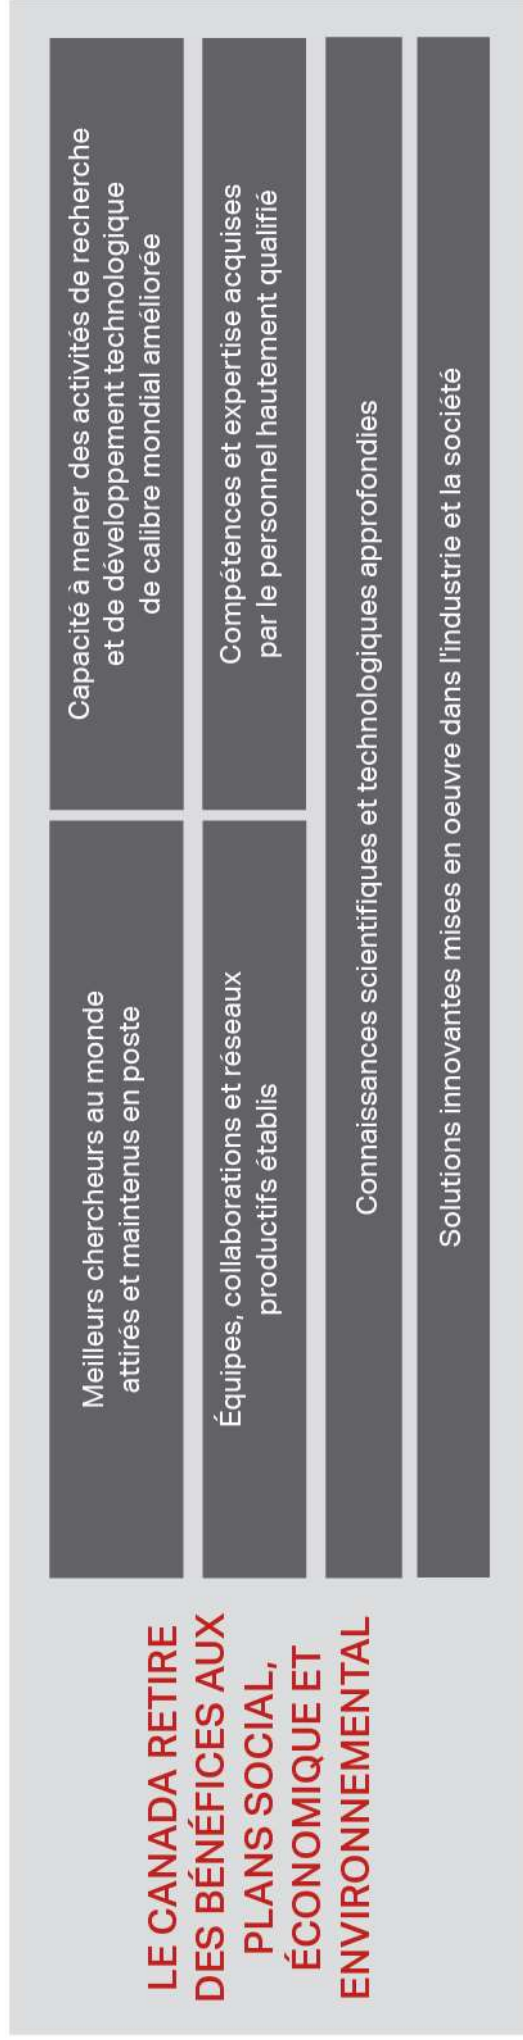 LE CANADA RETIRE
DES BÉNÉFICES AUX
PLANS SOCIAL,
ÉCONOMIQUE ET
ENVIRONNEMENTAL
Meilleurs chercheurs au monde
attirés et maintenus en poste
Capacité à mener des activités de recherche
et de développement technologique
de calibre mondial améliorée
Équipes, collaborations et réseaux
productifs établis
Compétences et expertise acquises
par le personnel hautement qualifié
Connaissances scientifiques et technologiques approfondies
Solutions innovantes mises en oeuvre dans l'industrie et la société